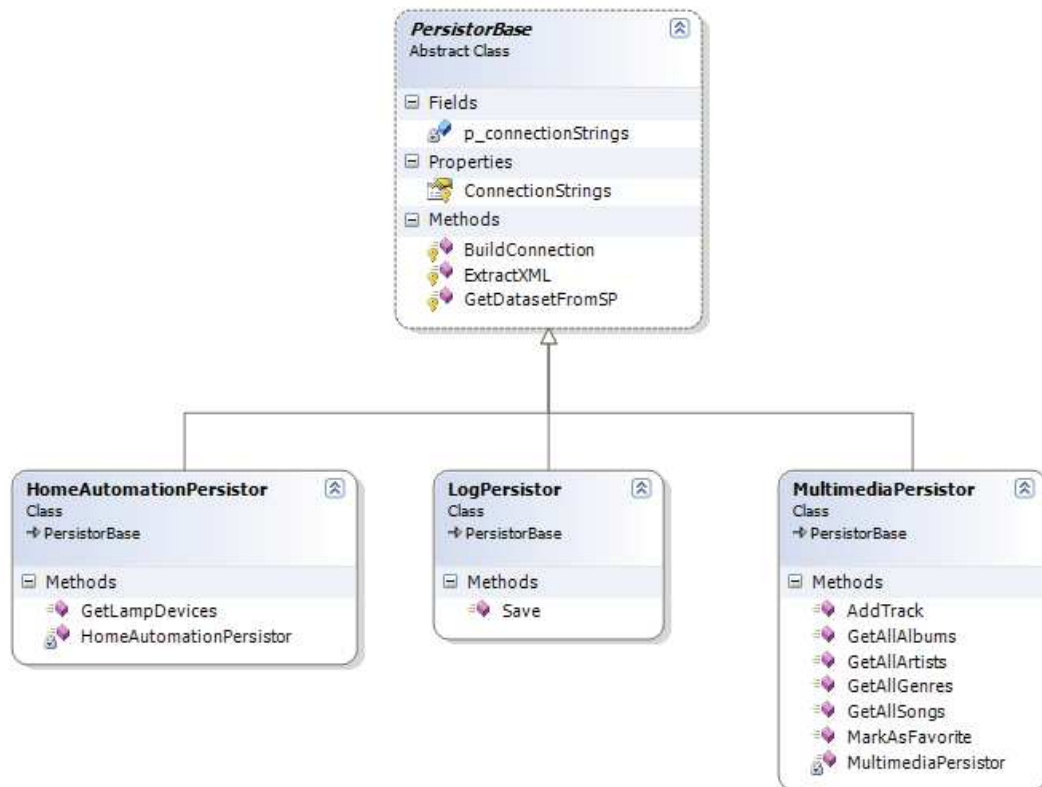 PersistorBase
Abstract Class
Fields
p_connectionStrings
Properties
ConnectionStrings
Methods
BuildConnection
ExtractXML
GetDatasetFromSP
HomeAutomationPersistor
Class
PersistorBase
Methods
GetLampDevices
HomeAutomationPersistor
LogPersistor
Class
PersistorBase
Methods
Save
MultimediaPersistor
Class
PersistorBase
Methods
AddTrack
GetAllAlbums
GetAllArtists
GetAllGenres
GetAllSongs
MarkAsFavorite
MultimediaPersistor